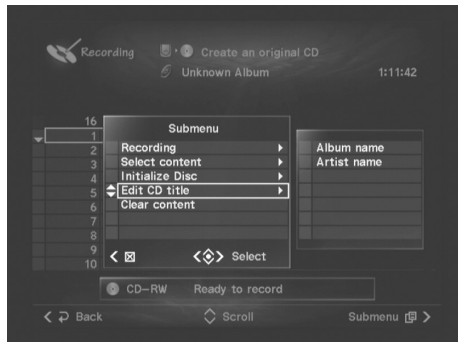 Recording
Create an original CD
Unknown Album 1:11:42
16
1
2
3
4
5
6
7
8
9
10
Submenu
Recording
Select content
Initialize Disc
Edit CD title
Clear content
Select
Album name
Artist name
CD-RW Ready to record
Back Scroll Submenu